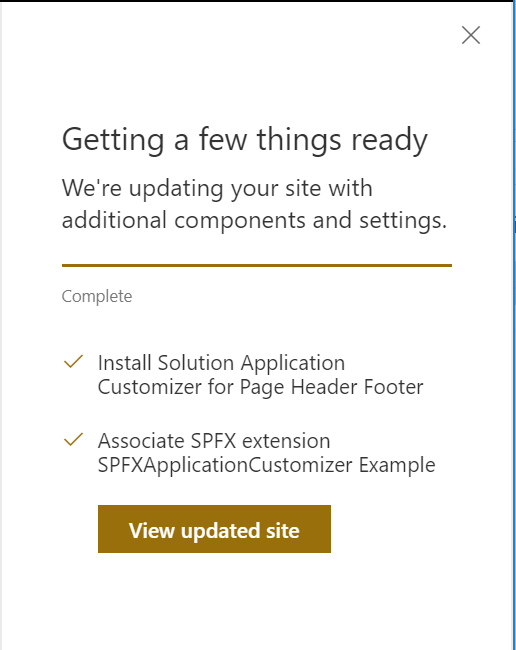 Getting a few things ready
We're updating your site with
additional components and settings.
Complete
Install Solution Application
Customizer for Page Header Footer
Associate SPFX extension
SPFXApplicationCustomizer Example
View updated site